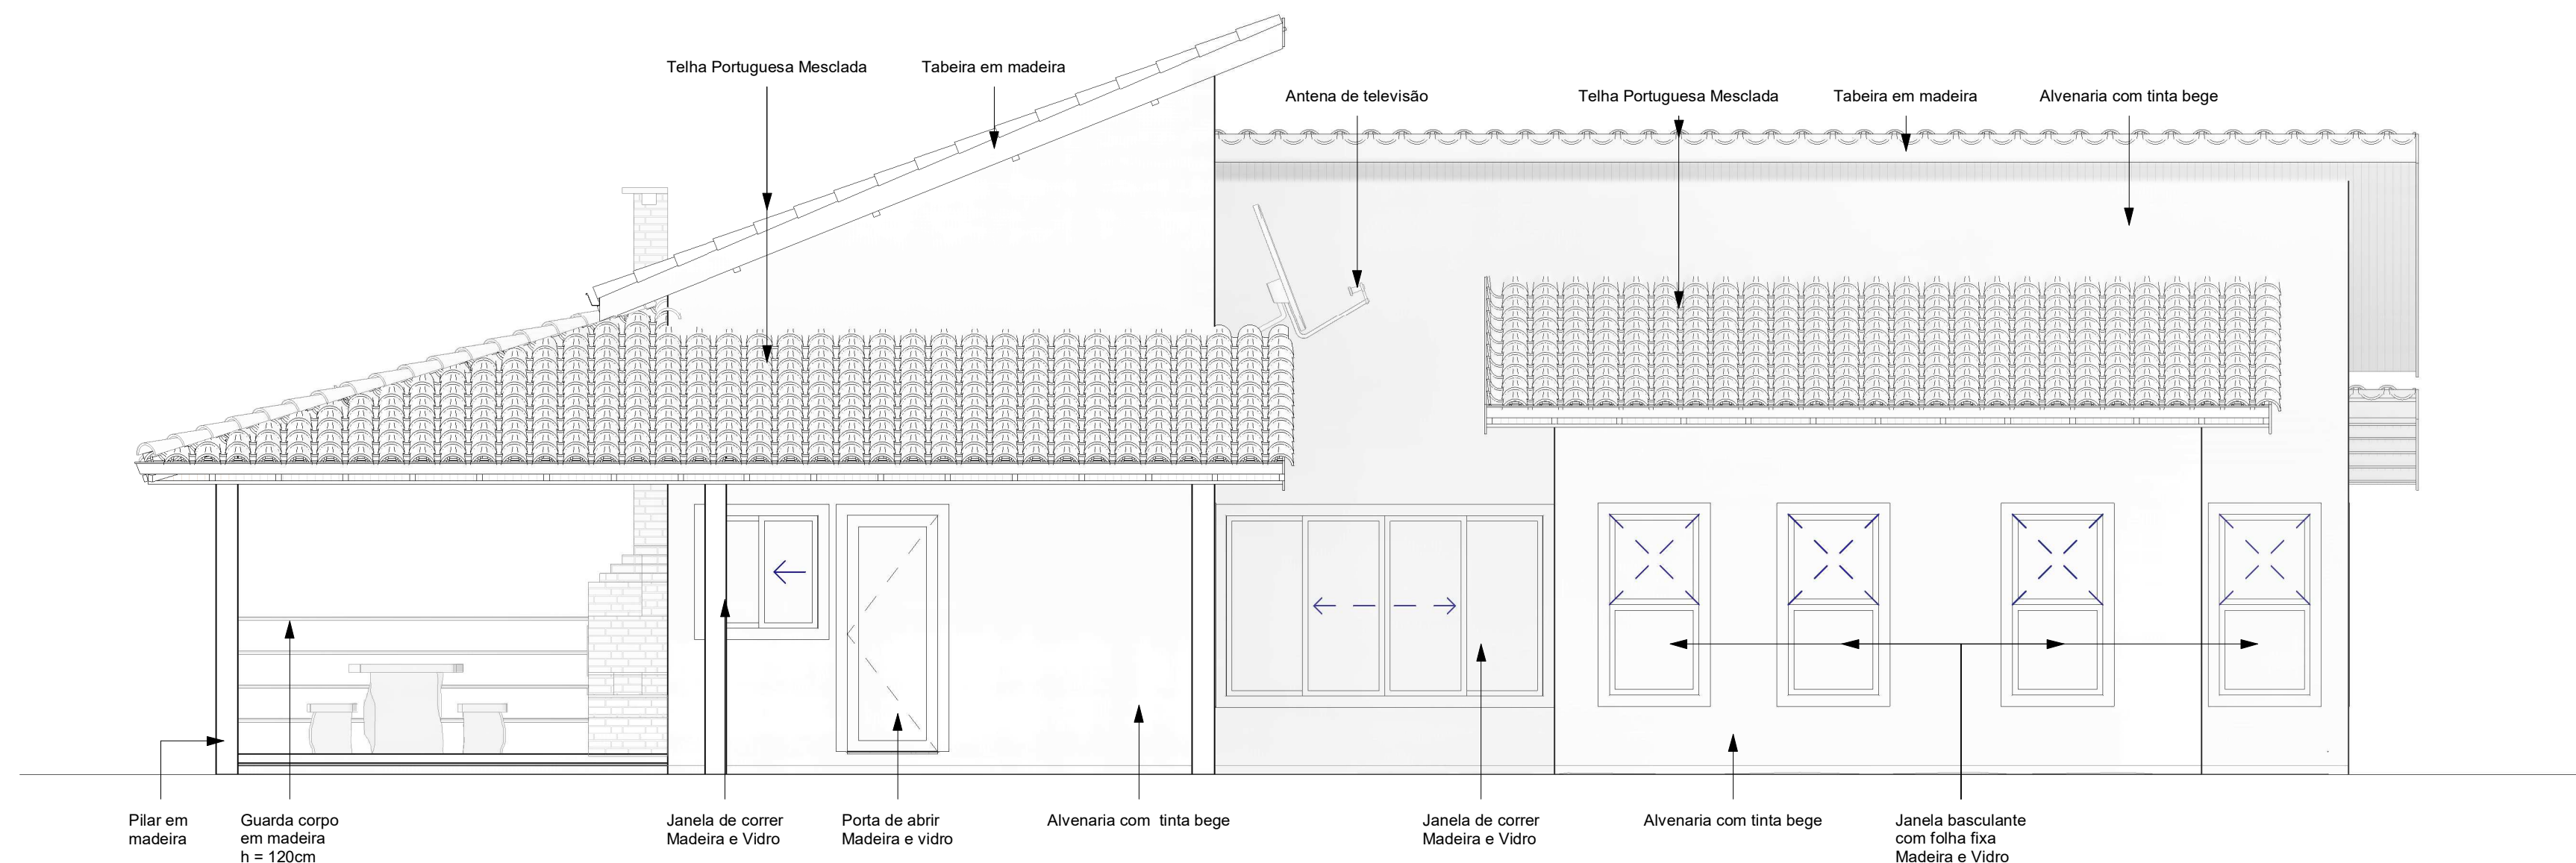 Telha Portuguesa Mesclada
Tabeira em madeira
Antena de televisão
Telha Portuguesa Mesclada
Tabeira em madeira
Alvenaria com tinta bege
Pilar em
madeira
Guarda corpo
em madeira
h = 120cm
Janela de correr
Madeira e Vidro
Porta de abrir
Madeira e vidro
Alvenaria com  tinta bege
Janela de correr
Madeira e Vidro
Alvenaria com tinta bege
Janela basculante
com folha fixa
Madeira e Vidro